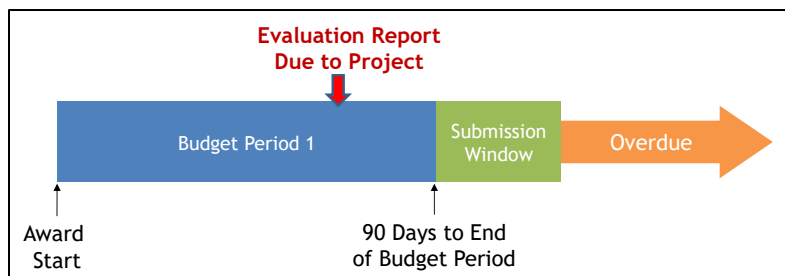 Evaluation Report
Due to Project
Budget Period 1
Submission
Window
Overdue
Award
Start
90 Days to End
of Budget Period